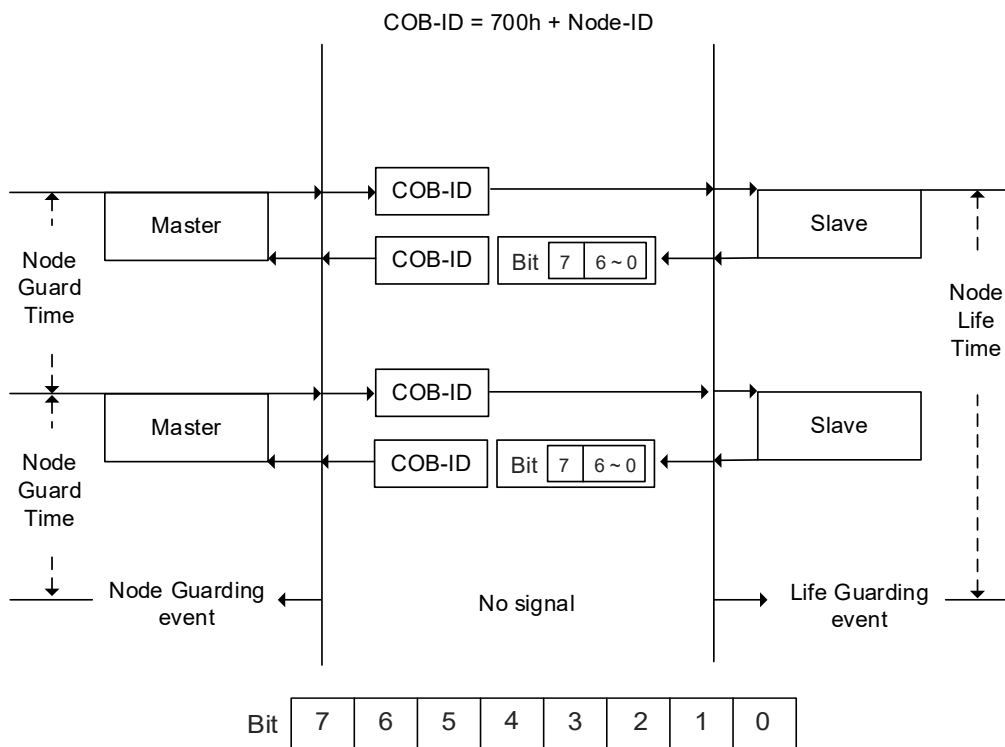 COB-ID = 700h + Node-ID
COB-ID
Master
Slave
COB-ID
Bit 7 6 ~ 0
Node
Guard
Time
Node
Life
Time
COB-ID
Master
Slave
COB-ID
Bit 7 6 ~ 0
Node
Guard
Time
Node Guarding
event
No signal
Life Guarding
event
Bit 7 6 5 4 3 2 1 0